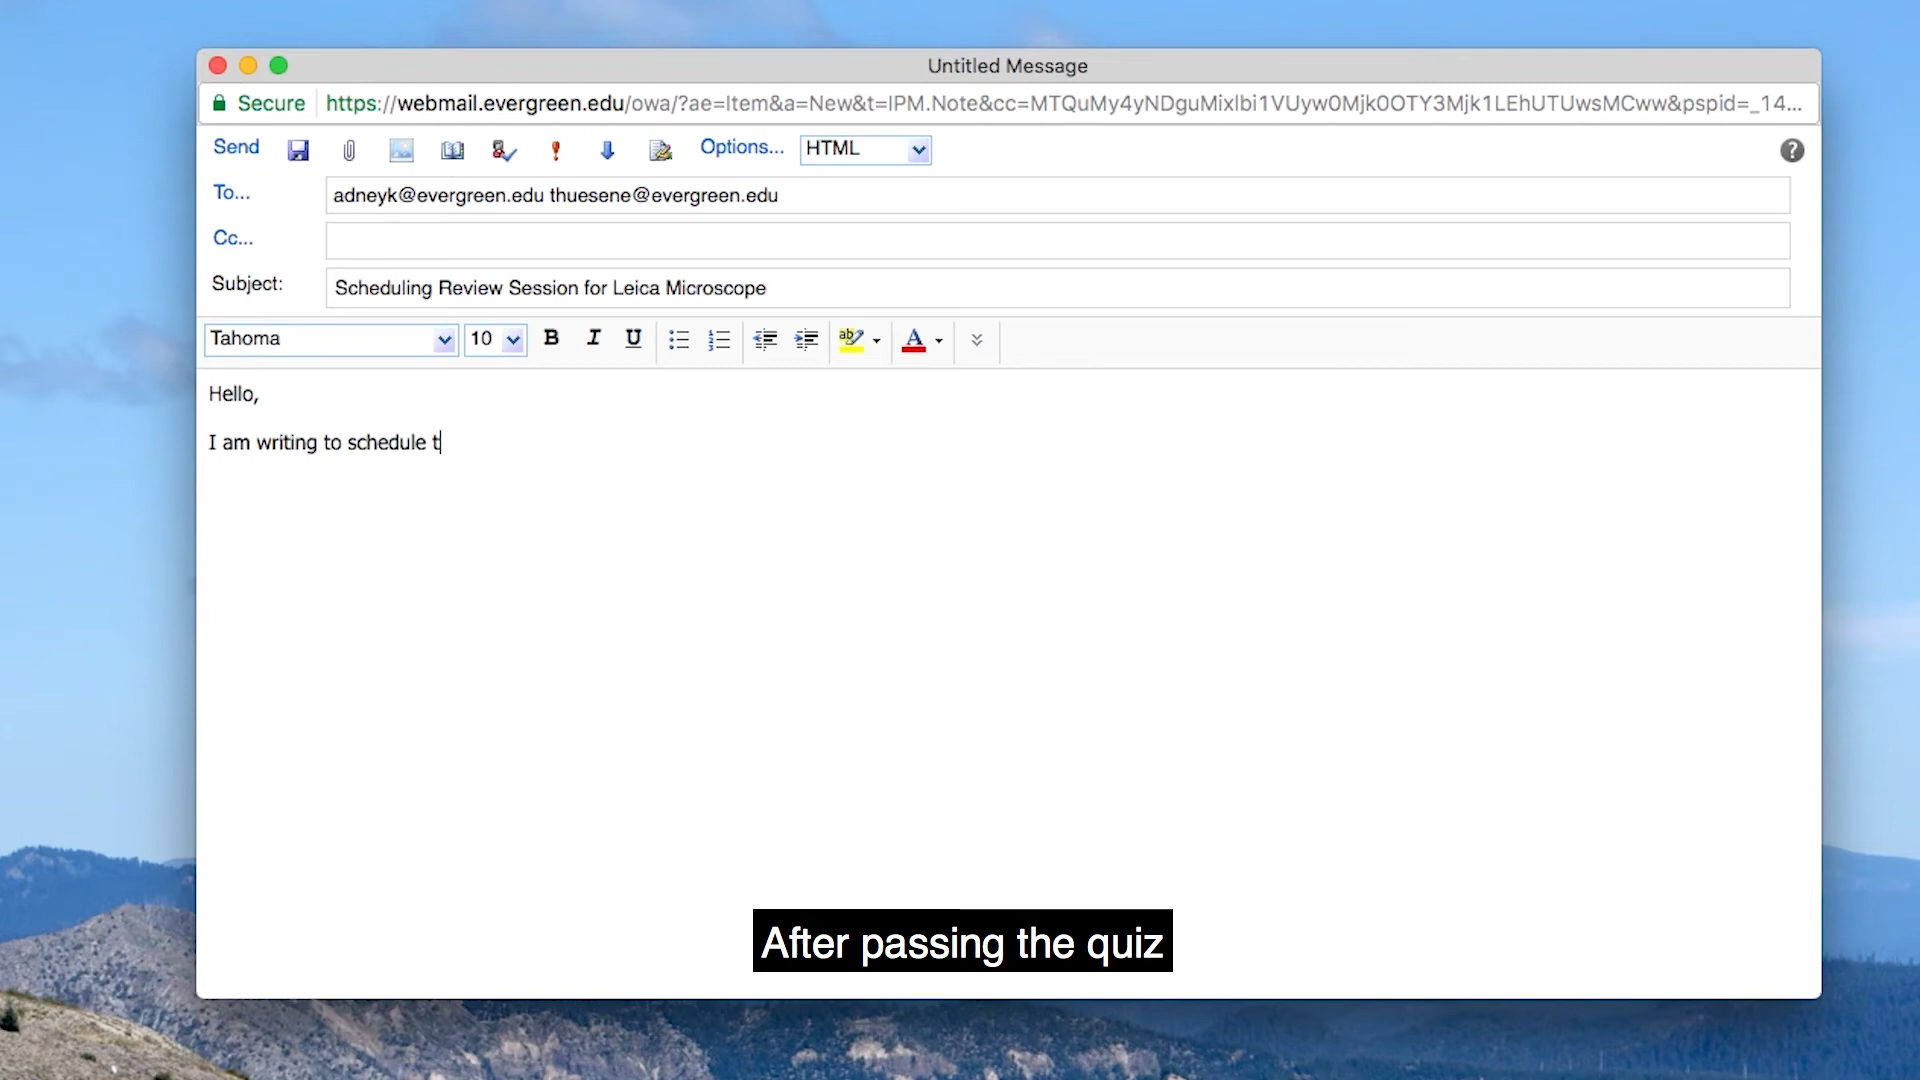 Untitled Message
Secure https://webmail.evergreen.edu/owa/?ae=Item&a=New&t=IPM.Note&cc=MTQuMy4yNDguMixlbi1VUyw0Mjk0OTY3Mjk1LEhUTUwsMCww&pspid=_14...
Send Options... HTML
To... adneyk@evergreen.edu thuesene@evergreen.edu
Cc...
Subject: Scheduling Review Session for Leica Microscope
Tahoma 10 B I U
Hello,
I am writing to schedule t
After passing the quiz